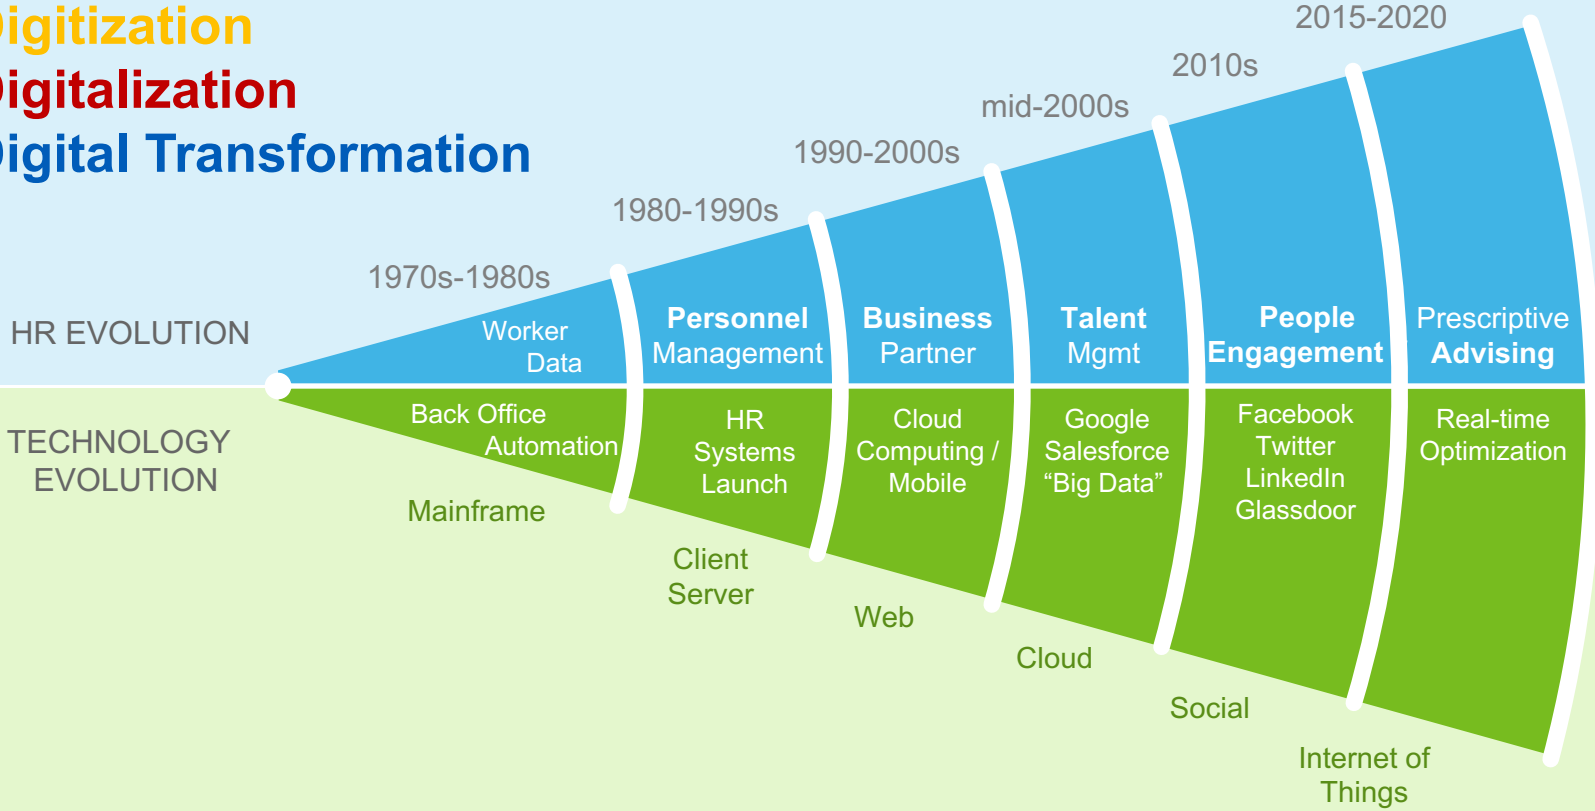 Digitization
Digitalization
Digital Transformation
2015-2020
2010s
mid-2000s
1990-2000s
1980-1990s
1970s-1980s
HR EVOLUTION
Worker
Data
Personnel
Management
Business
Partner
Talent
Mgmt
People
Engagement
Prescriptive
Advising
TECHNOLOGY
EVOLUTION
Back Office
Automation
HR
Systems
Launch
Cloud
Computing /
Mobile
Google
Salesforce
“Big Data”
Facebook
Twitter
LinkedIn
Glassdoor
Real-time
Optimization
Mainframe
Client
Server
Web
Cloud
Social
Internet of
Things